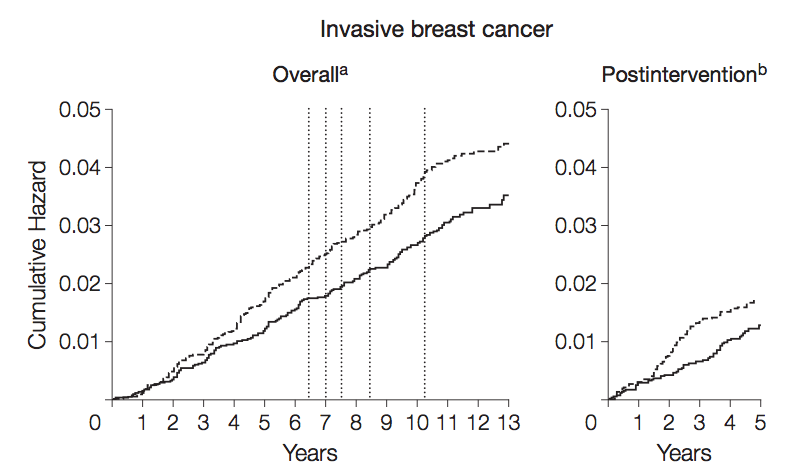 Invasive breast cancer
Overallª Postinterventionᵇ
Cumulative Hazard
0.05
0.04
0.03
0.02
0.01
0 1 2 3 4 5 6 7 8 9 10 11 12 13
Years
0.05
0.04
0.03
0.02
0.01
0 1 2 3 4 5
Years